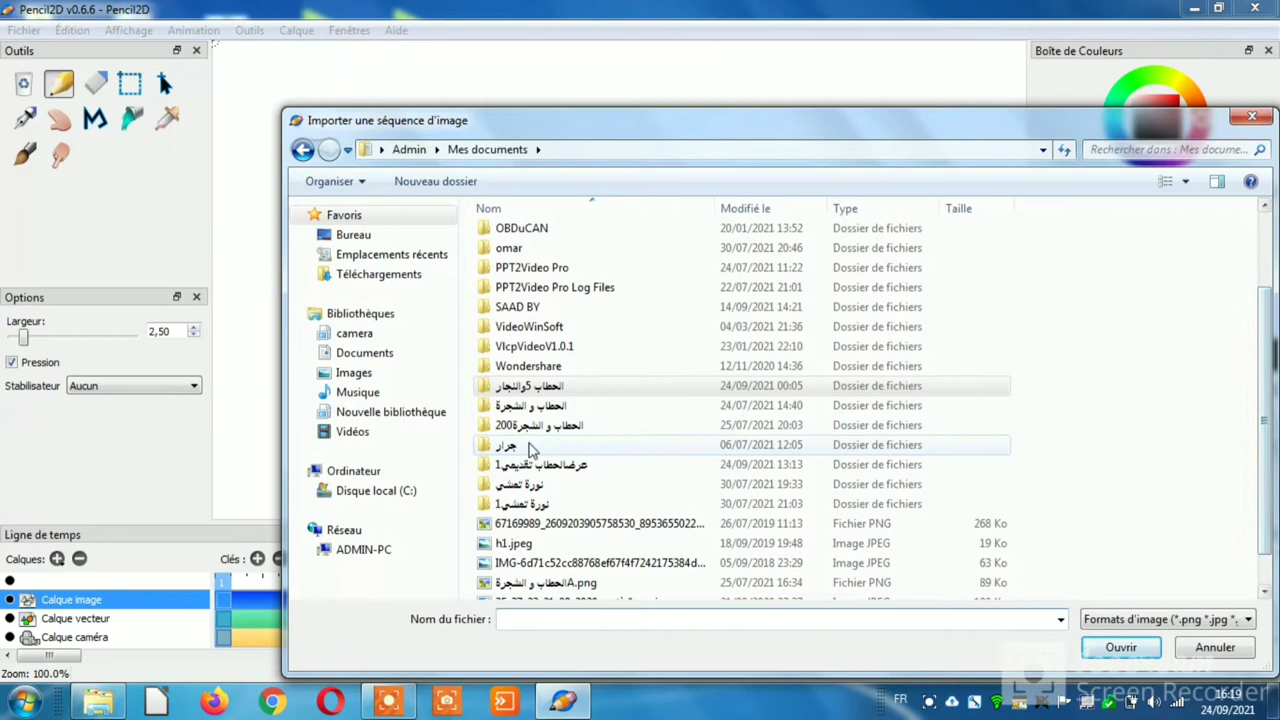 Pencil2D v0.6.6 - Pencil2D
Fichier Édition Affichage Animation Outils Calque Fenêtres Aide
Outils
Boîte de Couleurs
Importer une séquence d'image
Admin Mes documents
Rechercher dans : Mes docume...
Organiser Nouveau dossier
Nom Modifié le Type Taille
Favoris
Bureau
Emplacements récents
Téléchargements
Bibliothèques
camera
Documents
Images
Musique
Nouvelle bibliothèque
Vidéos
Ordinateur
Disque local (C:)
Réseau
ADMIN-PC
OBDuCAN 20/01/2021 13:52 Dossier de fichiers
omar 30/07/2021 20:46 Dossier de fichiers
PPT2Video Pro 24/07/2021 11:22 Dossier de fichiers
PPT2Video Pro Log Files 22/07/2021 21:01 Dossier de fichiers
SAAD BY 14/09/2021 14:21 Dossier de fichiers
VideoWinSoft 04/03/2021 21:36 Dossier de fichiers
VlcpVideoV1.0.1 23/01/2021 22:10 Dossier de fichiers
Wondershare 12/11/2020 14:36 Dossier de fichiers
الحطاب 5والنجار 24/09/2021 00:05 Dossier de fichiers
الحطاب و الشجرة 24/07/2021 14:40 Dossier de fichiers
الحطاب و الشجرة200 25/07/2021 20:03 Dossier de fichiers
جرار 06/07/2021 12:05 Dossier de fichiers
عرضالحطاب تقديمي1 24/09/2021 13:13 Dossier de fichiers
نورة تمشي 30/07/2021 19:33 Dossier de fichiers
نورة تمشي1 30/07/2021 21:03 Dossier de fichiers
67169989_2609203905758530_8953655022... 26/07/2019 11:13 Fichier PNG 268 Ko
h1.jpeg 18/09/2019 19:48 Image JPEG 19 Ko
IMG-6d71c52cc88768ef67f4f7242175384d... 05/09/2018 23:29 Image JPEG 63 Ko
الحطاب و الشجرةA.png 25/07/2021 16:34 Fichier PNG 89 Ko
Nom du fichier :
Formats d'image (*.png *.jpg *.
Ouvrir Annuler
Options
Largeur:
2,50
Pression
Stabilisateur Aucun
Ligne de temps
Calques: Clés :
1
Calque image
Calque vecteur
Calque caméra
Zoom: 100.0%
FR
16:19
24/09/2021
Screen Recorder